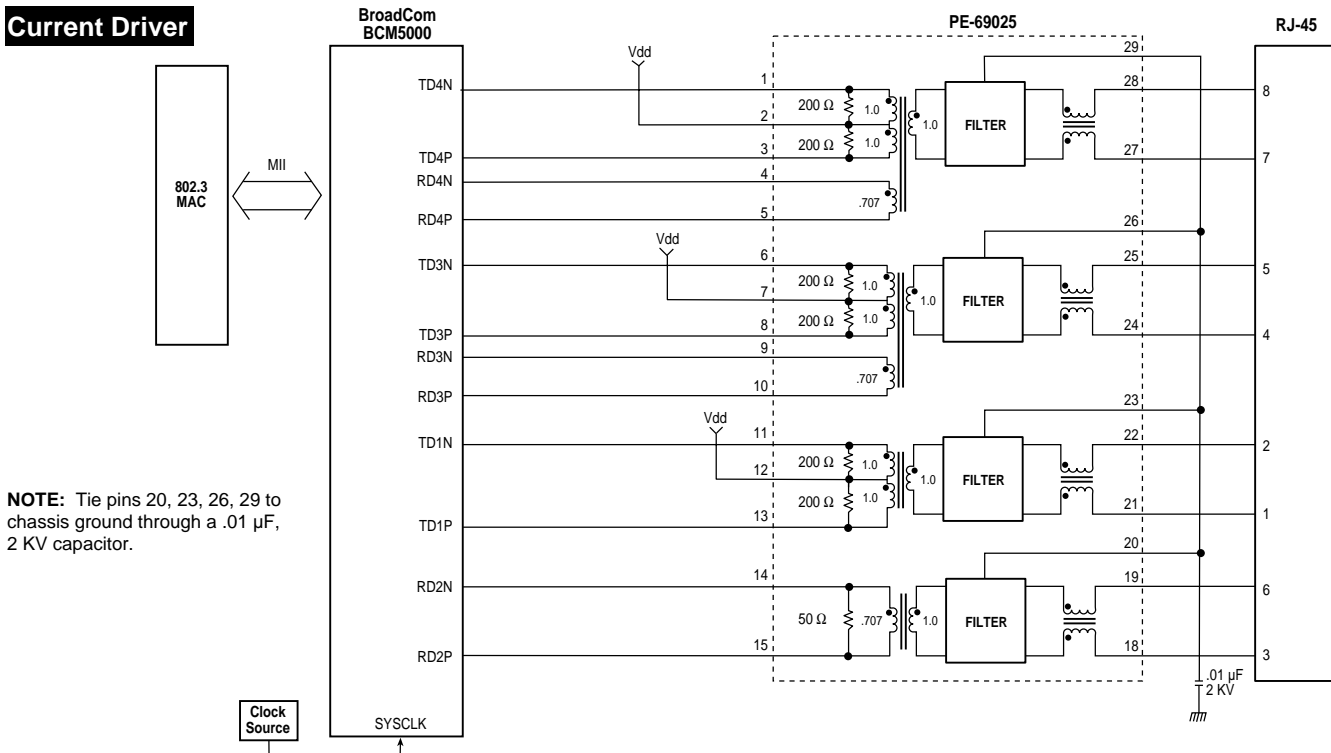 Current Driver
BroadCom
BCM5000
PE-69025
RJ-45
802.3
MAC
MII
TD4N
Vdd
1
2
200 Ω
1.0
200 Ω
1.0
1.0
FILTER
29
28
8
TD4P
3
27
7
RD4N
4
.707
RD4P
5
26
Vdd
TD3N
6
25
5
7
200 Ω
1.0
200 Ω
1.0
1.0
FILTER
TD3P
8
24
4
RD3N
9
.707
RD3P
10
23
Vdd
TD1N
11
22
2
12
200 Ω
1.0
200 Ω
1.0
1.0
FILTER
TD1P
13
21
1
20
NOTE: Tie pins 20, 23, 26, 29 to
chassis ground through a .01 µF,
2 KV capacitor.
RD2N
14
19
6
50 Ω
.707
1.0
FILTER
RD2P
15
18
3
.01 µF
2 KV
Clock
Source
SYSCLK